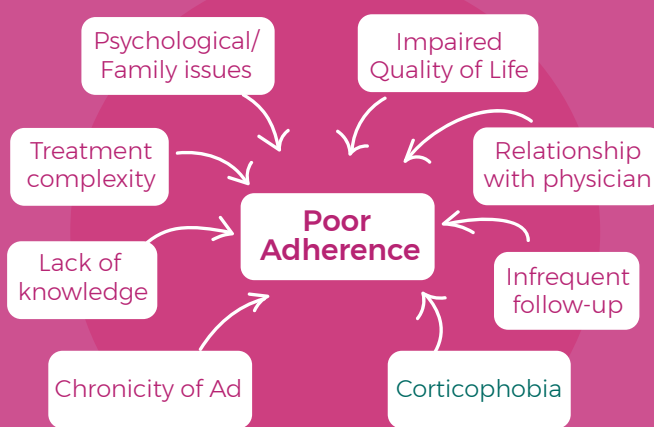 Psychological/
Family issues
Impaired
Quality of Life
Treatment
complexity
Relationship
with physician
Poor
Adherence
Lack of
knowledge
Infrequent
follow-up
Chronicity of Ad
Corticophobia